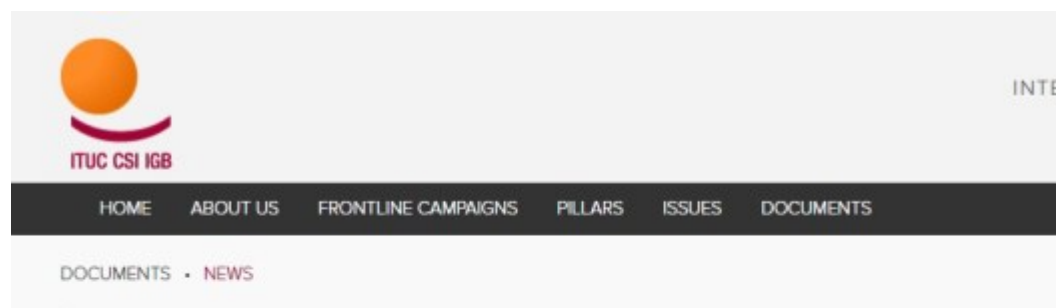 INTE
ITUC CSI IGB
HOME ABOUT US FRONTLINE CAMPAIGNS PILLARS ISSUES DOCUMENTS
DOCUMENTS • NEWS